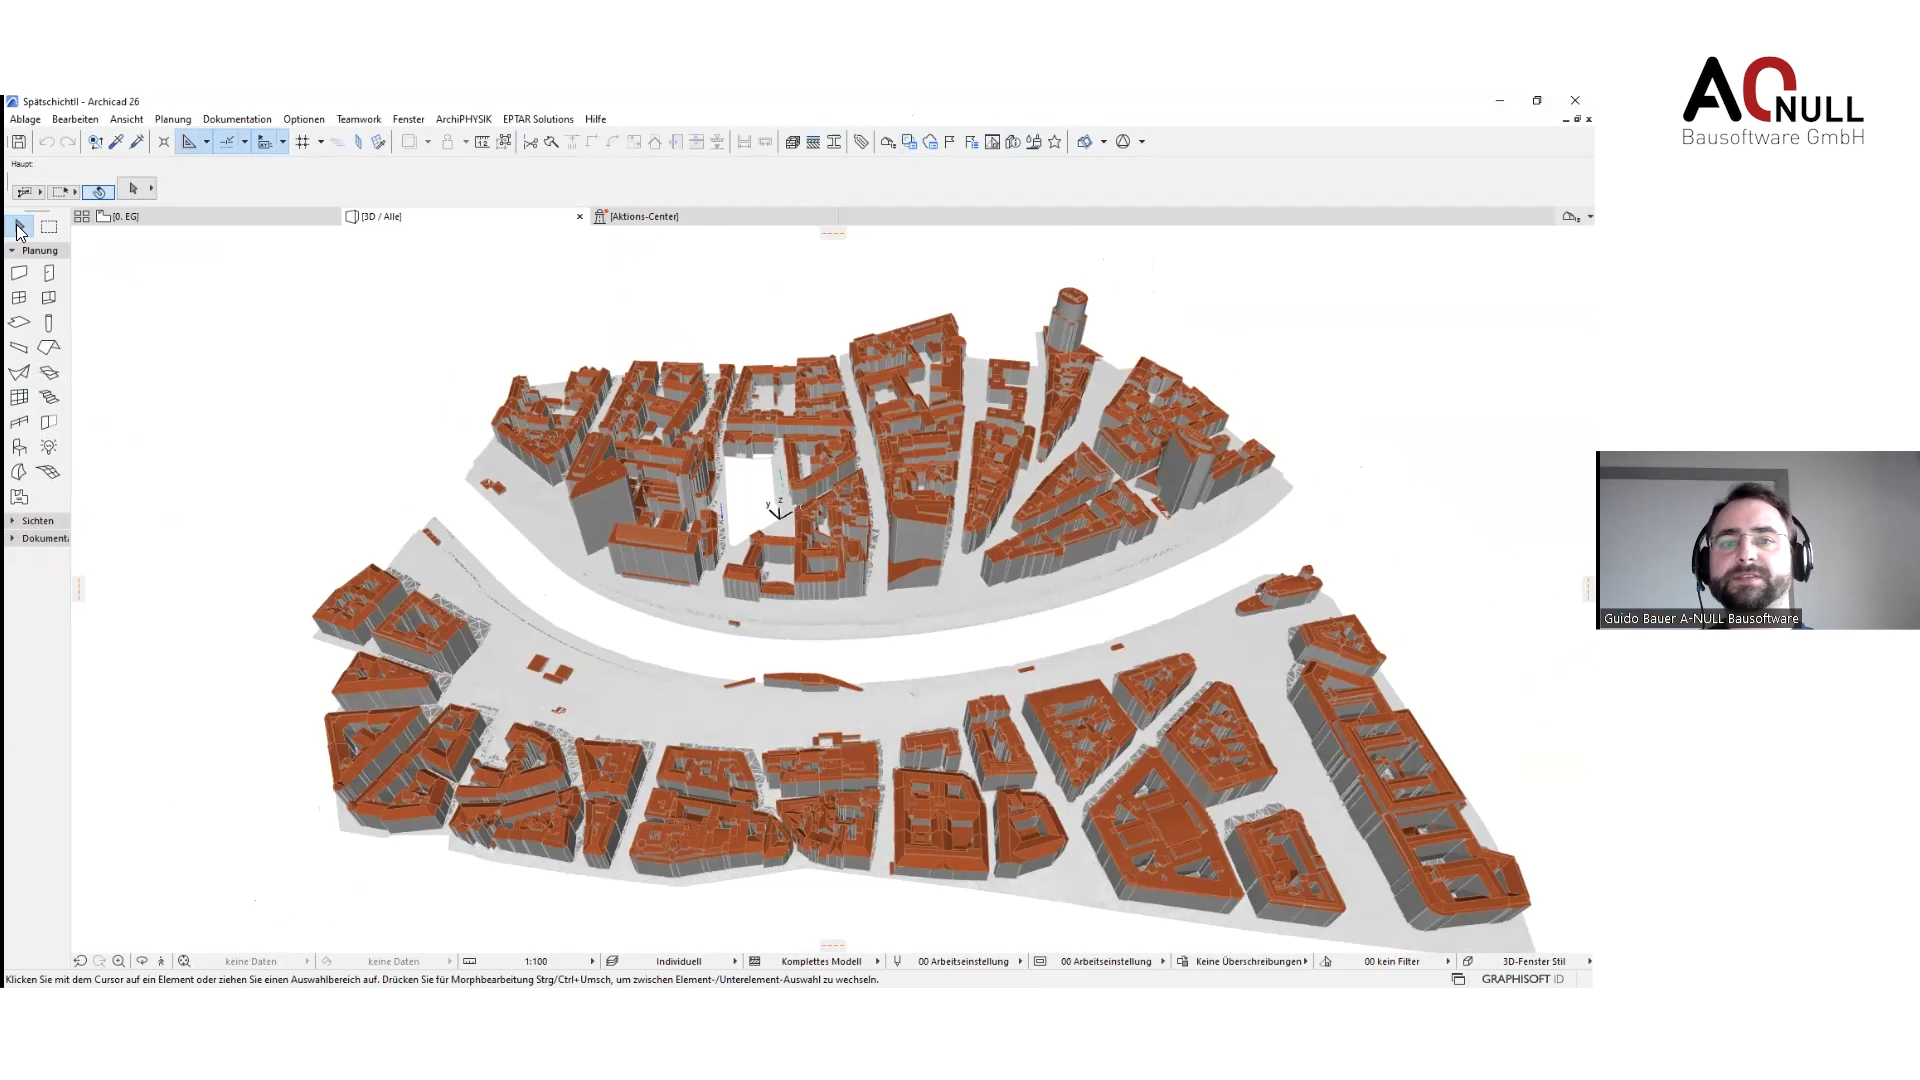 A NULL
Bausoftware GmbH
SpätschichtII - Archicad 26
Ablage Bearbeiten Ansicht Planung Dokumentation Optionen Teamwork Fenster ArchiPHYSIK EPTAR Solutions Hilfe
Haupt:
[0. EG] [3D / Alle] [Aktions-Center]
Planung
Sichten
Dokumenta
z
y
x
Guido Bauer A-NULL Bausoftware
keine Daten keine Daten 1:100 Individuell Komplettes Modell 00 Arbeitseinstellung 00 Arbeitseinstellung Keine Überschreibungen 00 kein Filter 3D-Fenster Stil
Klicken Sie mit dem Cursor auf ein Element oder ziehen Sie einen Auswahlbereich auf. Drücken Sie für Morphbearbeitung Strg/Ctrl+Umsch, um zwischen Element-/Unterelement-Auswahl zu wechseln.
GRAPHISOFT ID